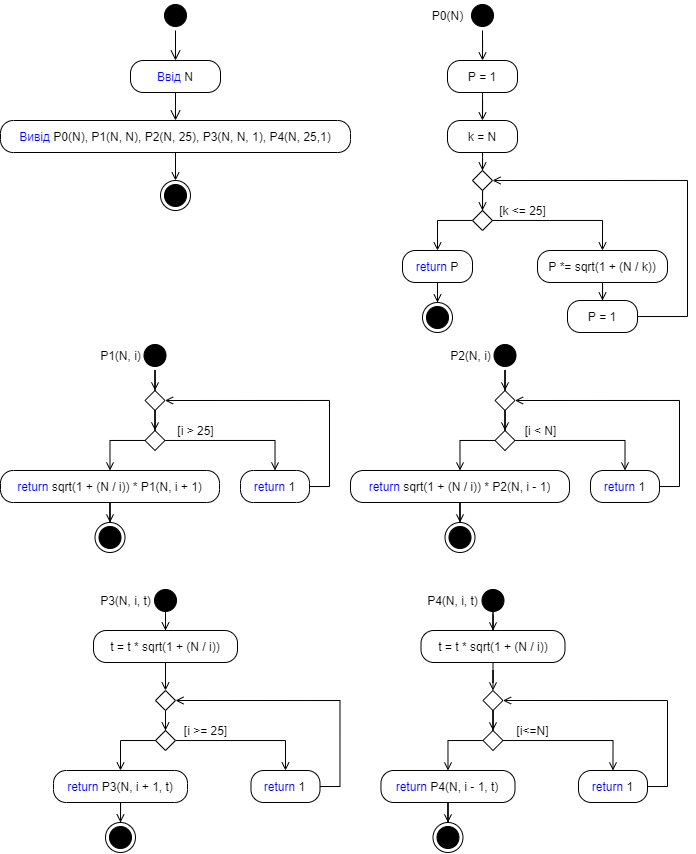 Ввід N
Вивід P0(N), P1(N, N), P2(N, 25), P3(N, N, 1), P4(N, 25,1)
P0(N)
P = 1
k = N
[k <= 25]
return P
P *= sqrt(1 + (N / k))
P = 1
P1(N, i)
[i > 25]
return sqrt(1 + (N / i)) * P1(N, i + 1)
return 1
P2(N, i)
[i < N]
return sqrt(1 + (N / i)) * P2(N, i - 1)
return 1
P3(N, i, t)
t = t * sqrt(1 + (N / i))
[i >= 25]
return P3(N, i + 1, t)
return 1
P4(N, i, t)
t = t * sqrt(1 + (N / i))
[i<=N]
return P4(N, i - 1, t)
return 1